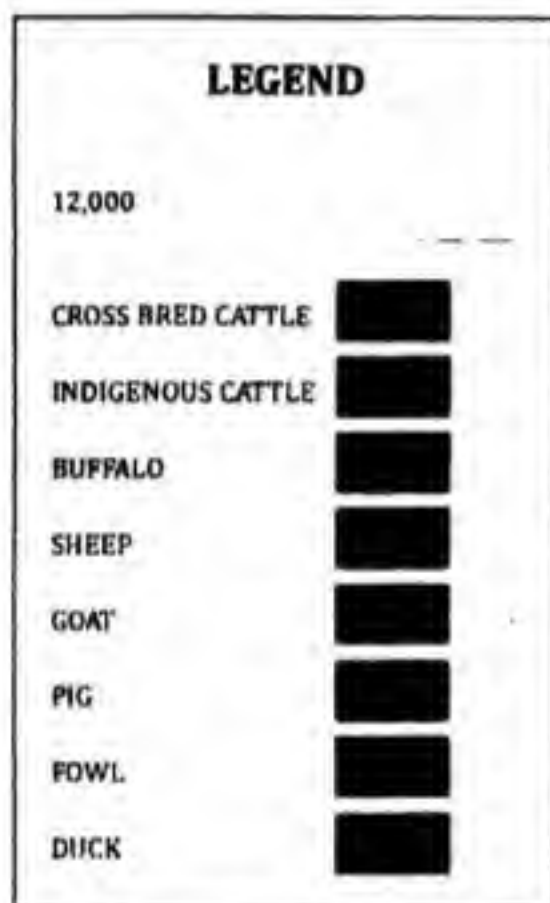 LEGEND
12,000
CROSS BRED CATTLE
INDIGENOUS CATTLE
BUFFALO
SHEEP
GOAT
PIG
FOWL
DUCK